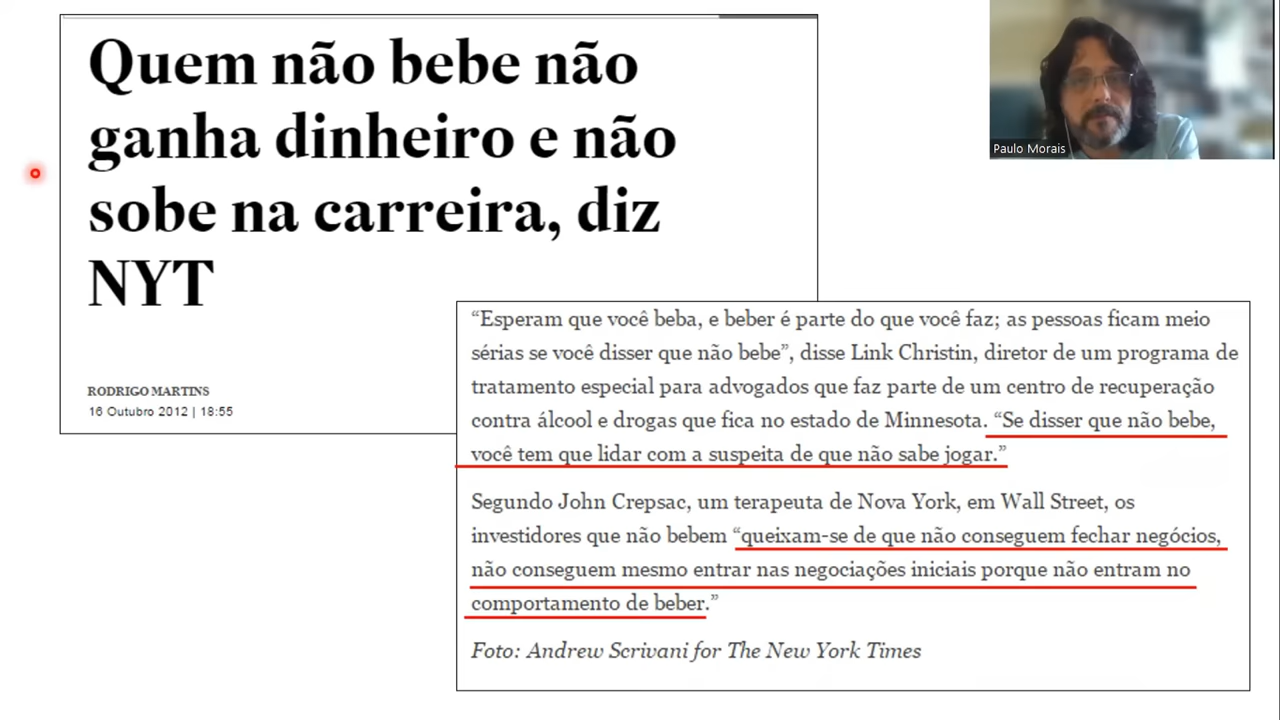 Quem não bebe não
ganha dinheiro e não
sobe na carreira, diz
NYT
RODRIGO MARTINS
16 Outubro 2012 | 18:55
“Esperam que você beba, e beber é parte do que você faz; as pessoas ficam meio
sérias se você disser que não bebe”, disse Link Christin, diretor de um programa de
tratamento especial para advogados que faz parte de um centro de recuperação
contra álcool e drogas que fica no estado de Minnesota. “Se disser que não bebe,
você tem que lidar com a suspeita de que não sabe jogar.”
Segundo John Crepsac, um terapeuta de Nova York, em Wall Street, os
investidores que não bebem “queixam-se de que não conseguem fechar negócios,
não conseguem mesmo entrar nas negociações iniciais porque não entram no
comportamento de beber.”
Foto: Andrew Scrivani for The New York Times
Paulo Morais